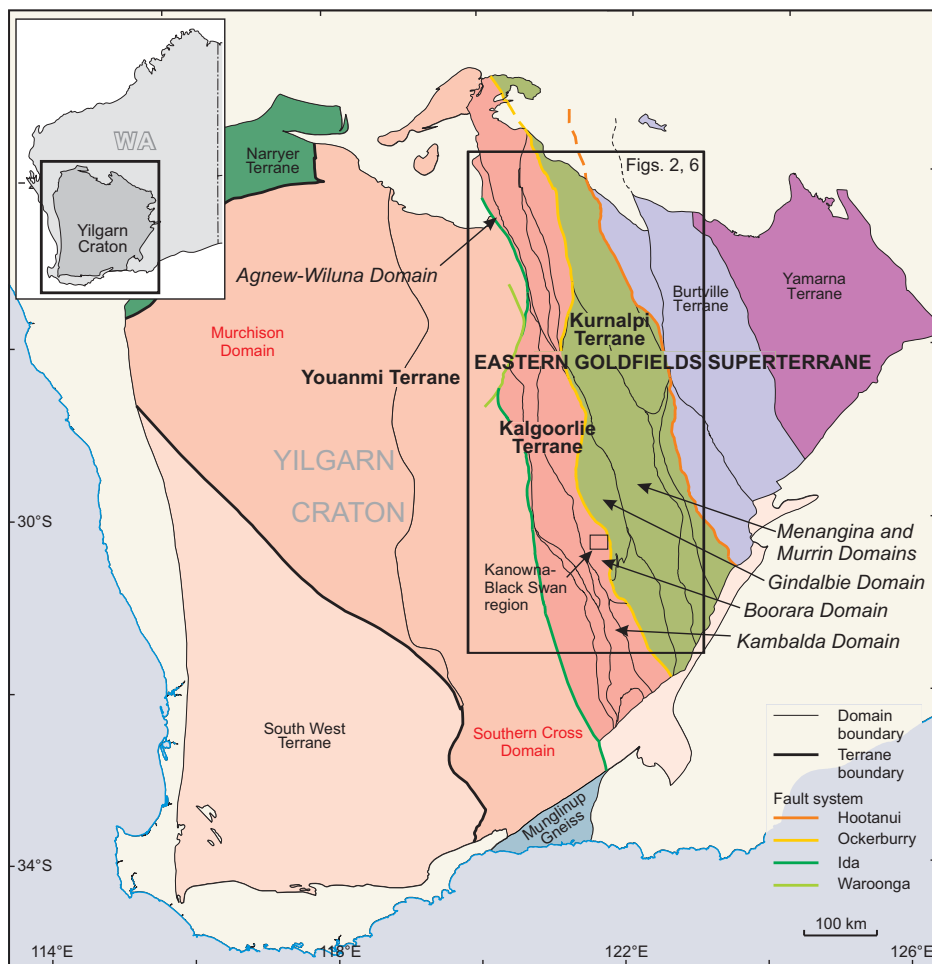 WA
Yilgarn
Craton
Narryer
Terrane
Figs. 2, 6
Agnew-Wiluna Domain
Burtville
Terrane
Yamarna
Terrane
Murchison
Domain
Kurnalpi
Terrane
Youanmi Terrane
EASTERN GOLDFIELDS SUPERTERRANE
Kalgoorlie
Terrane
YILGARN
CRATON
30°S
Menangina and
Murrin Domains
Kanowna-
Black Swan
region
Gindalbie Domain
Boorara Domain
Kambalda Domain
South West
Terrane
Southern Cross
Domain
Munglinup
Gneiss
Domain
boundary
Terrane
boundary
Fault system
Hootanui
Ockerburry
Ida
Waroonga
34°S
100 km
114°E
118°E
122°E
126°E